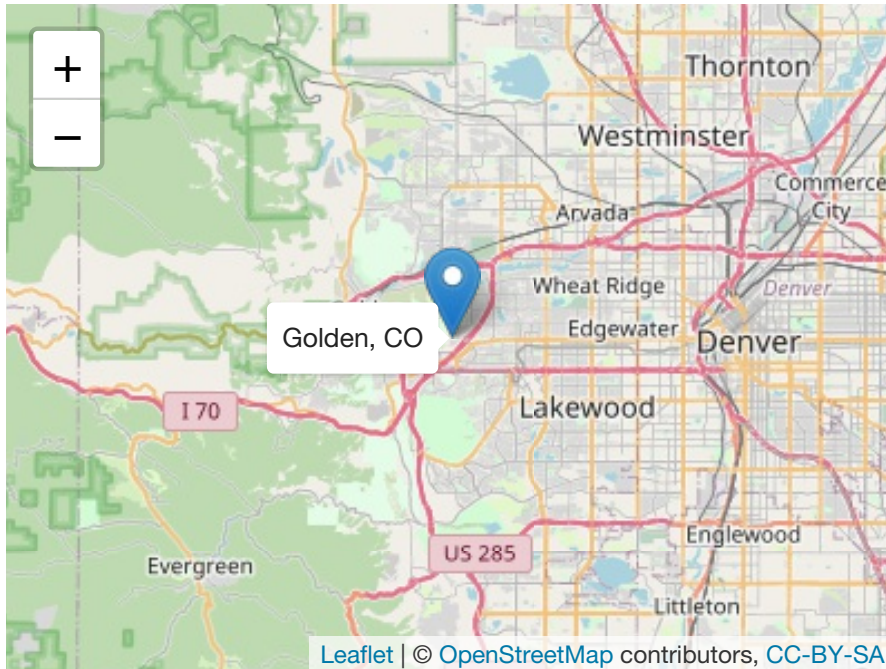 +
−
Thornton
Westminster
Commerce
City
Arvada
Wheat Ridge
Denver
Edgewater
Golden, CO
Denver
I 70
Lakewood
Englewood
US 285
Evergreen
Littleton
Leaflet | © OpenStreetMap contributors, CC-BY-SA